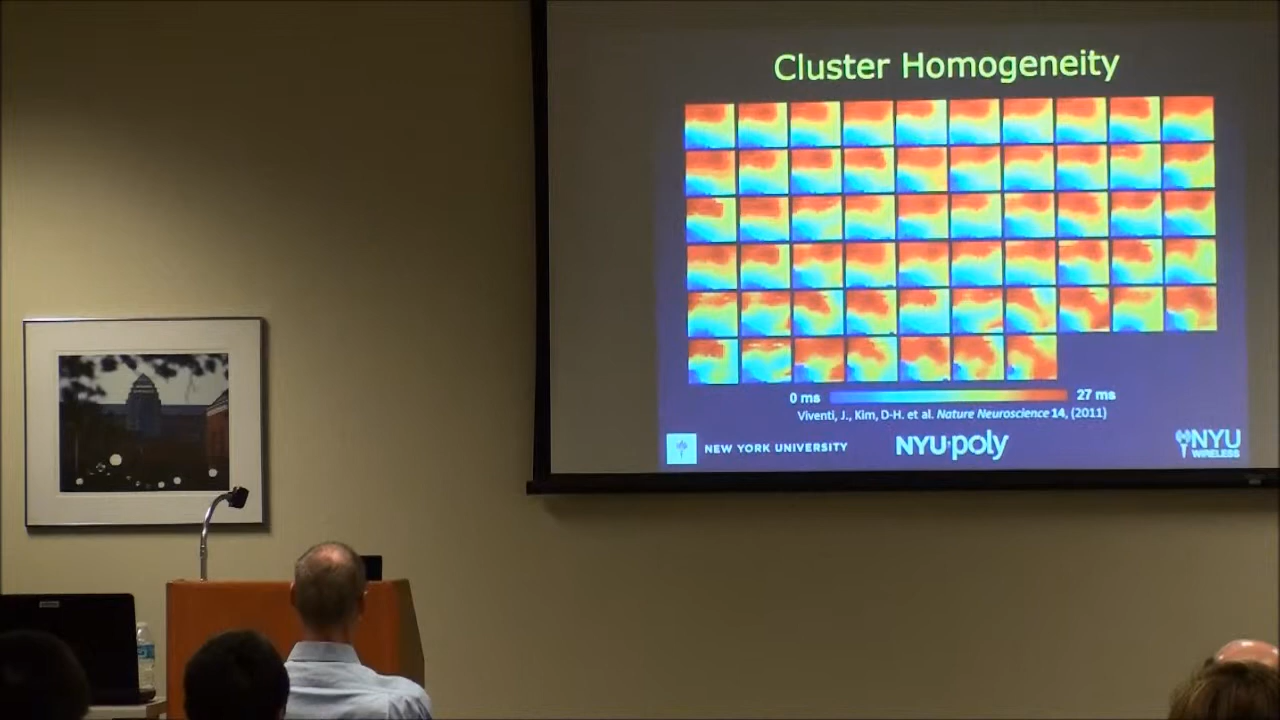 Cluster Homogeneity
0 ms 27 ms
Viventi, J., Kim, D-H. et al. Nature Neuroscience 14, (2011)
NEW YORK UNIVERSITY NYU·poly NYU WIRELESS